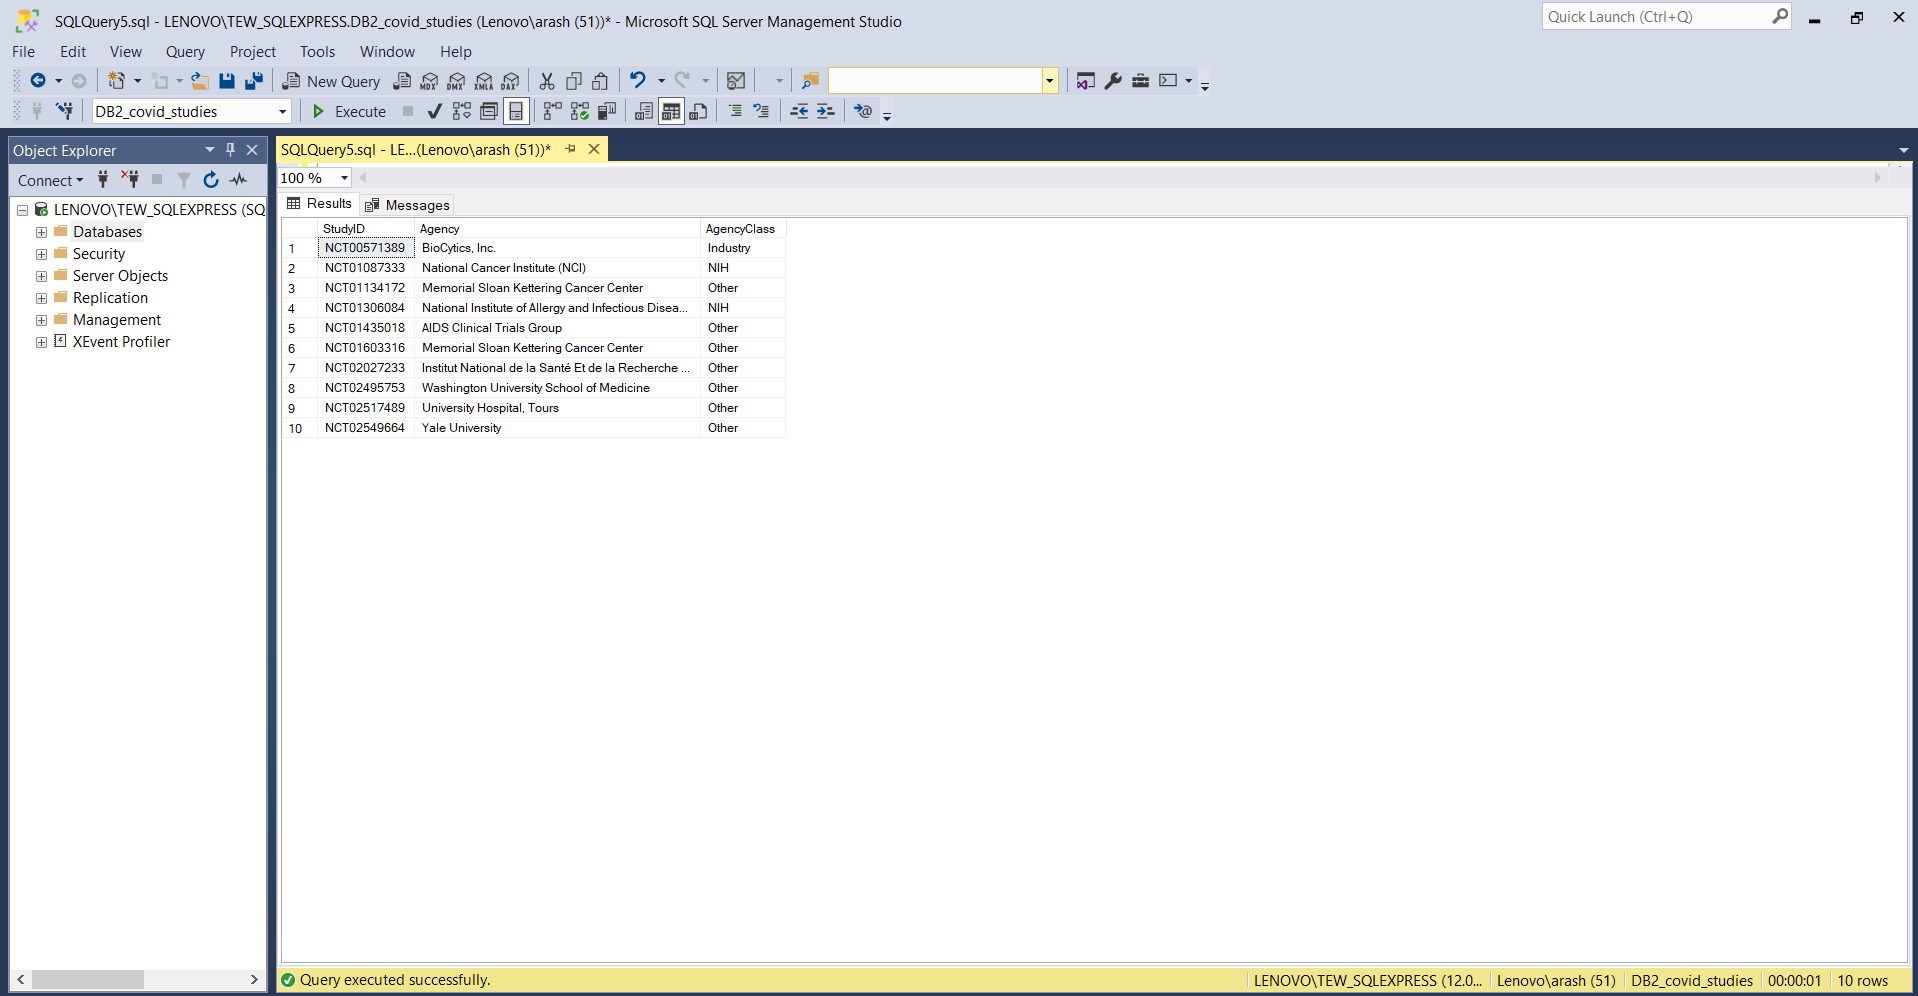 SQLQuery5.sql - LENOVO\TEW_SQLEXPRESS.DB2_covid_studies (Lenovo\arash (51))* - Microsoft SQL Server Management Studio
Quick Launch (Ctrl+Q)
File Edit View Query Project Tools Window Help
New Query MDX DMX XMLA DAX
DB2_covid_studies Execute
Object Explorer
Connect
LENOVO\TEW_SQLEXPRESS (SQ
Databases
Security
Server Objects
Replication
Management
XEvent Profiler
SQLQuery5.sql - LE...(Lenovo\arash (51))*
100 %
Results Messages
StudyID Agency AgencyClass
1 NCT00571389 BioCytics, Inc. Industry
2 NCT01087333 National Cancer Institute (NCI) NIH
3 NCT01134172 Memorial Sloan Kettering Cancer Center Other
4 NCT01306084 National Institute of Allergy and Infectious Disea... NIH
5 NCT01435018 AIDS Clinical Trials Group Other
6 NCT01603316 Memorial Sloan Kettering Cancer Center Other
7 NCT02027233 Institut National de la Santé Et de la Recherche ... Other
8 NCT02495753 Washington University School of Medicine Other
9 NCT02517489 University Hospital, Tours Other
10 NCT02549664 Yale University Other
Query executed successfully. LENOVO\TEW_SQLEXPRESS (12.0... Lenovo\arash (51) DB2_covid_studies 00:00:01 10 rows